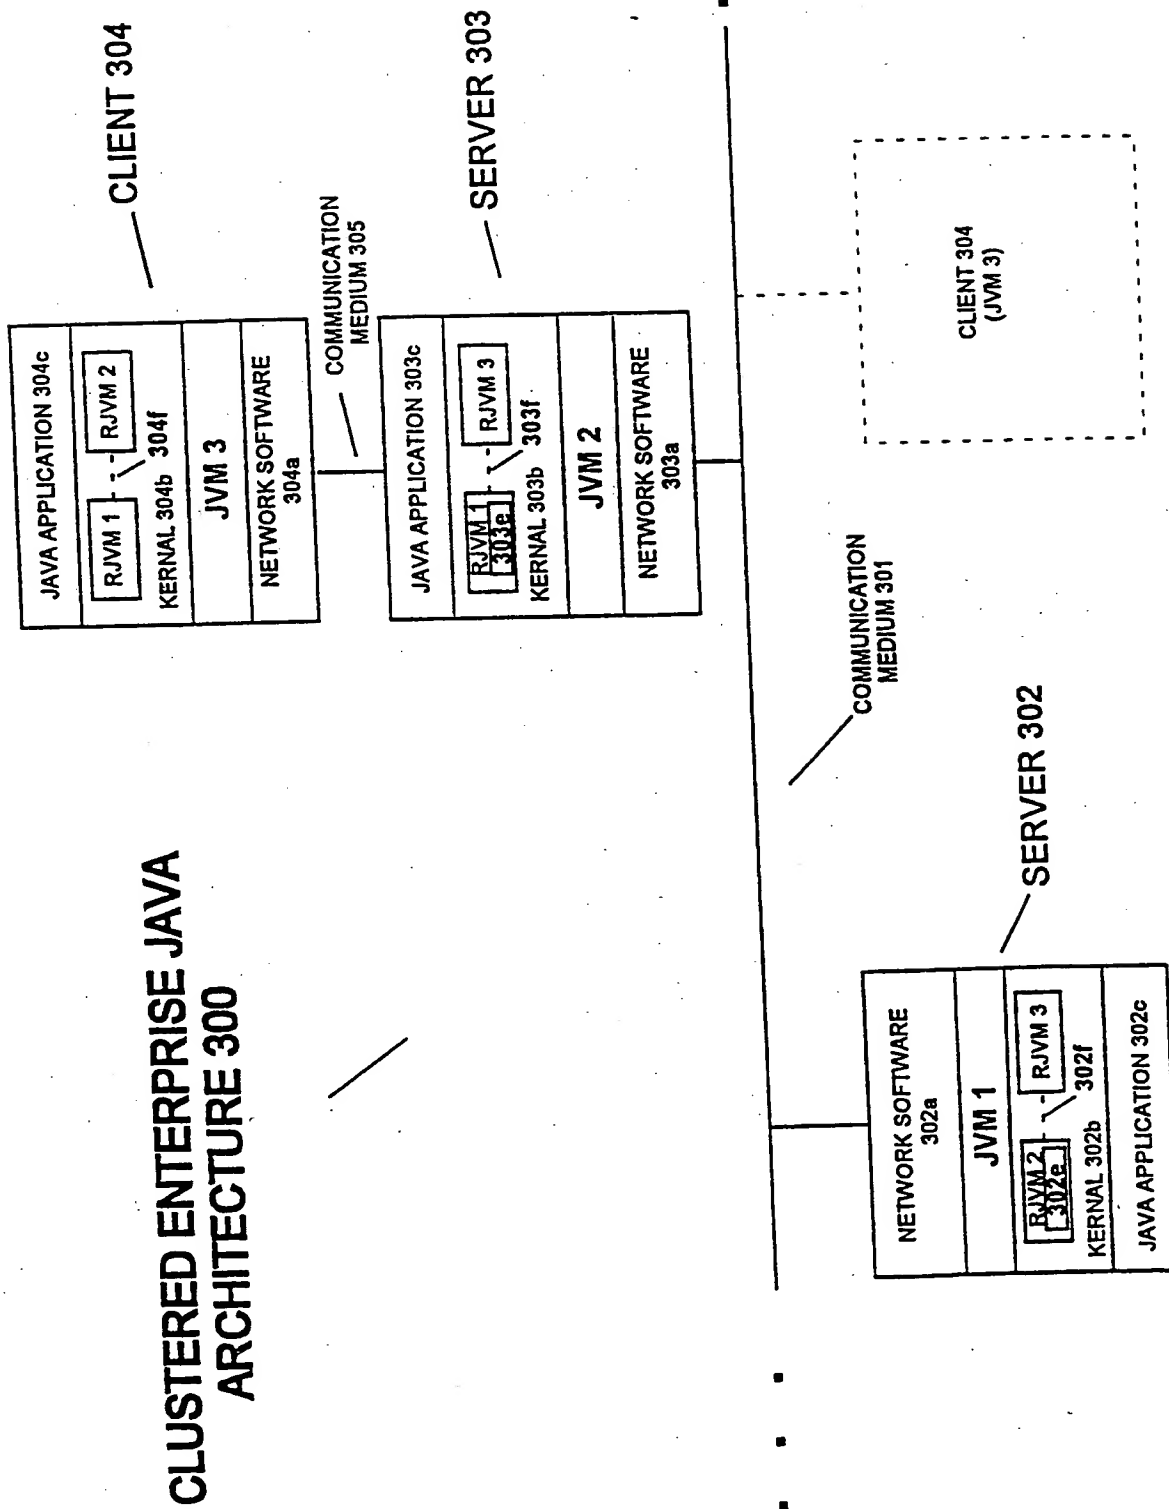 CLUSTERED ENTERPRISE JAVA
ARCHITECTURE 300
CLIENT 304
JAVA APPLICATION 304c
RJVM 1
RJVM 2
304f
KERNAL 304b
JVM 3
NETWORK SOFTWARE
304a
COMMUNICATION
MEDIUM 305
SERVER 303
JAVA APPLICATION 303c
RJVM 1
303e
RJVM 3
303f
KERNAL 303b
JVM 2
NETWORK SOFTWARE
303a
COMMUNICATION
MEDIUM 301
SERVER 302
NETWORK SOFTWARE
302a
JVM 1
RJVM 2
302e
RJVM 3
302f
KERNAL 302b
JAVA APPLICATION 302c
CLIENT 304
(JVM 3)